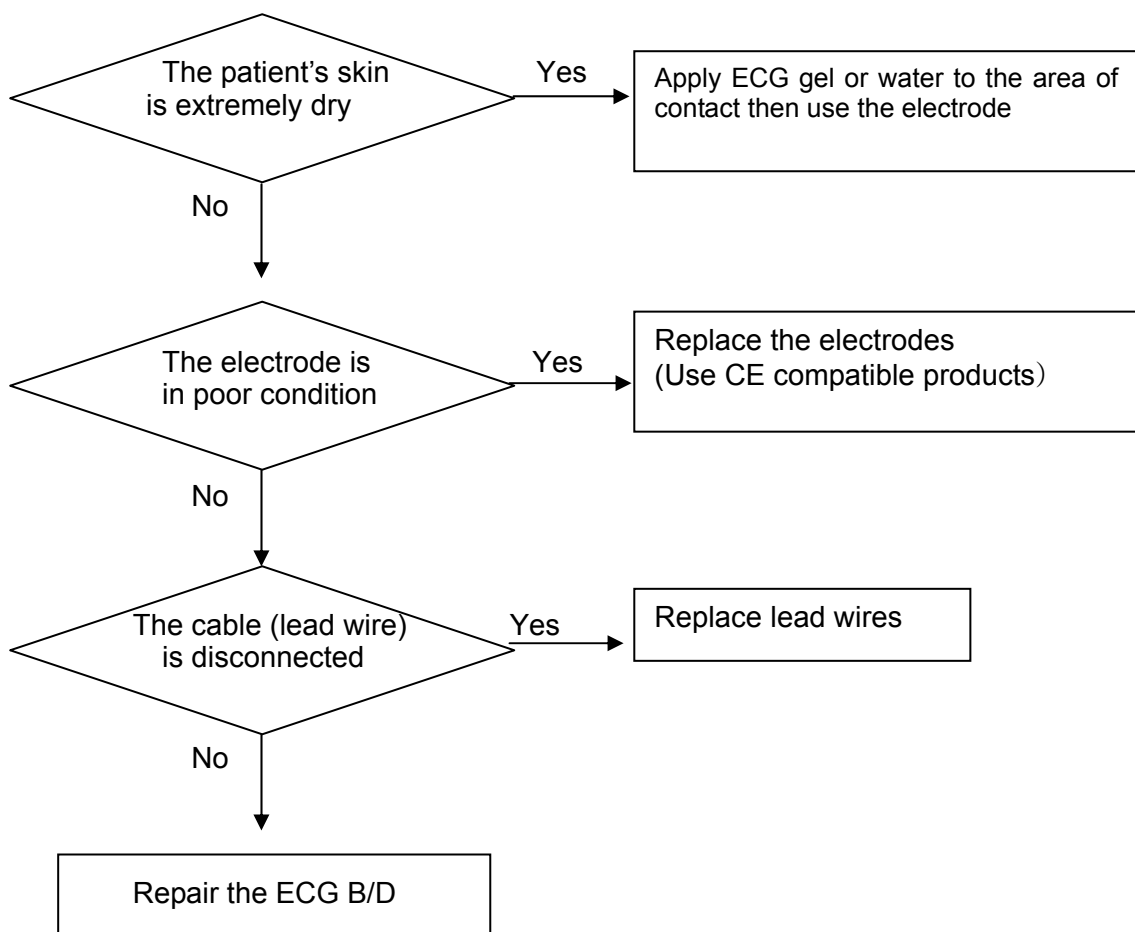 The patient’s skin
is extremely dry
Yes
Apply ECG gel or water to the area of
contact then use the electrode
No
The electrode is
in poor condition
Yes
Replace the electrodes
(Use CE compatible products）
No
The cable (lead wire)
is disconnected
Yes
Replace lead wires
No
Repair the ECG B/D